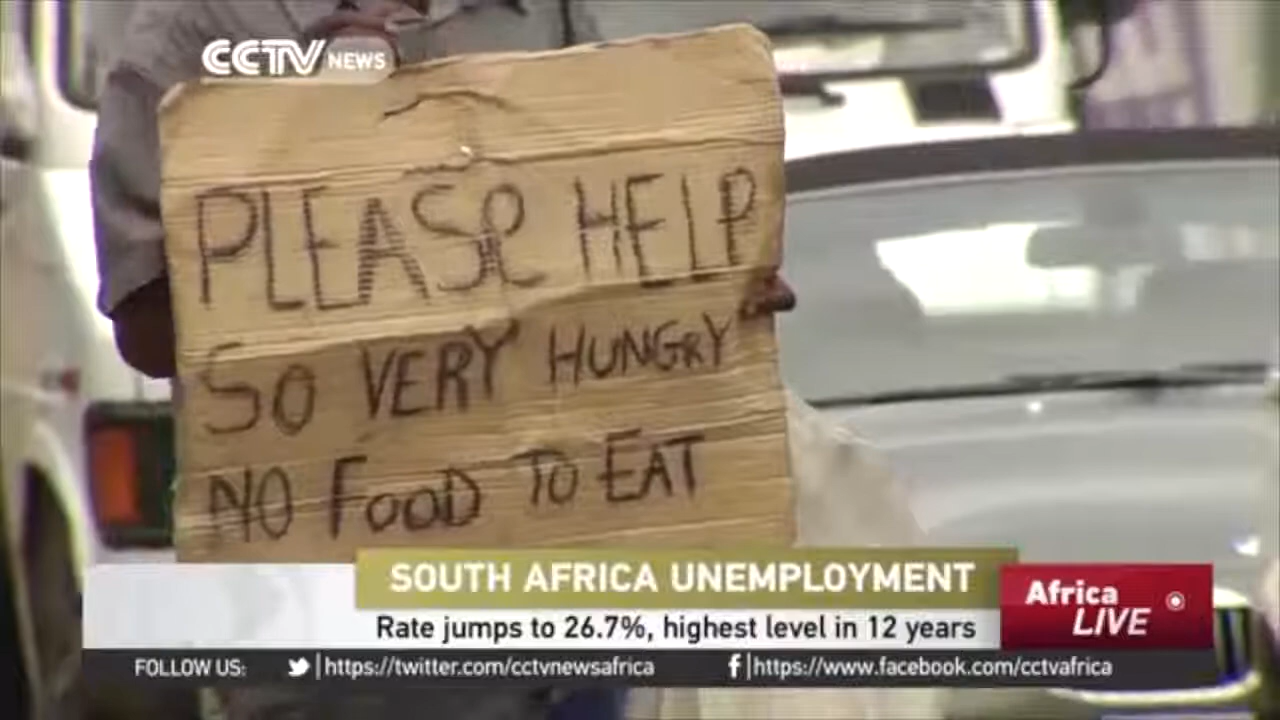 CCTV NEWS
PLEASe HELP
SO VERY HUNGRY
NO FooD To EAT
SOUTH AFRICA UNEMPLOYMENT
Rate jumps to 26.7%, highest level in 12 years
Africa
LIVE
FOLLOW US: |https://twitter.com/cctvnewsafrica f|https://www.facebook.com/cctvafrica